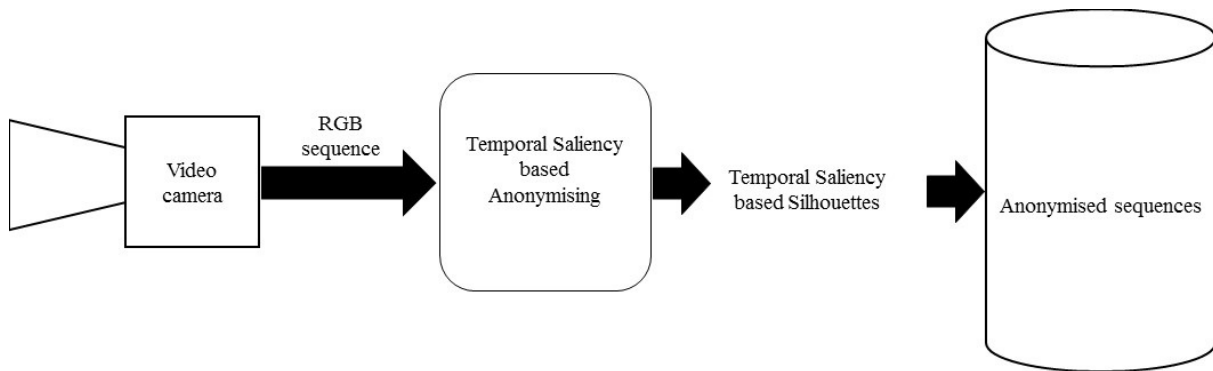 Video
camera
RGB
sequence
Temporal Saliency
based
Anonymising
Temporal Saliency
based Silhouettes
Anonymised sequences